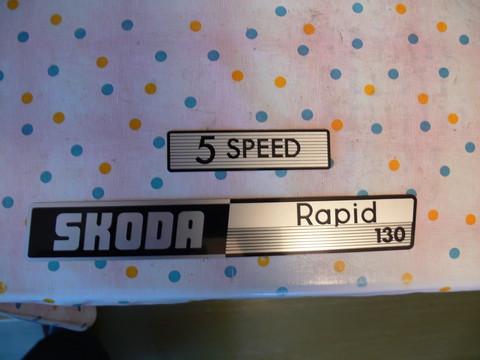 5 SPEED
SKODA Rapid
130